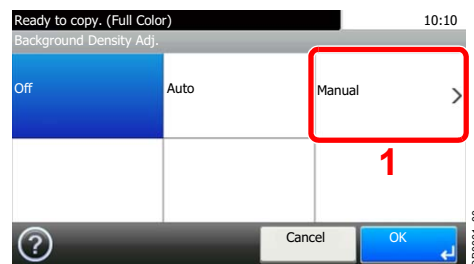 Ready to copy. (Full Color)
10:10
Background Density Adj.
Off
Auto
Manual
1
?
Cancel
OK